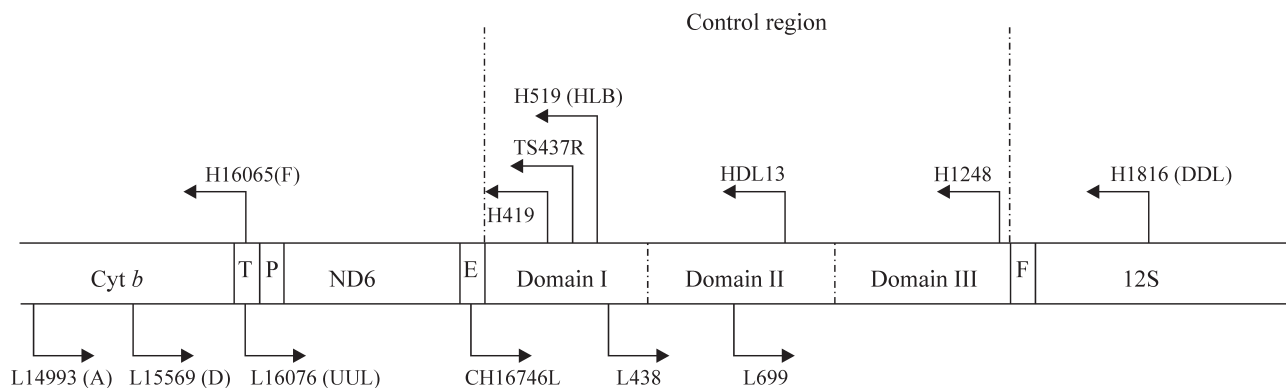 Control region
H519 (HLB)
TS437R
H16065(F)
H419
HDL13
H1248
H1816 (DDL)
Cyt b
T
P
ND6
E
Domain I
Domain II
Domain III
F
12S
L14993 (A)
L15569 (D)
L16076 (UUL)
CH16746L
L438
L699